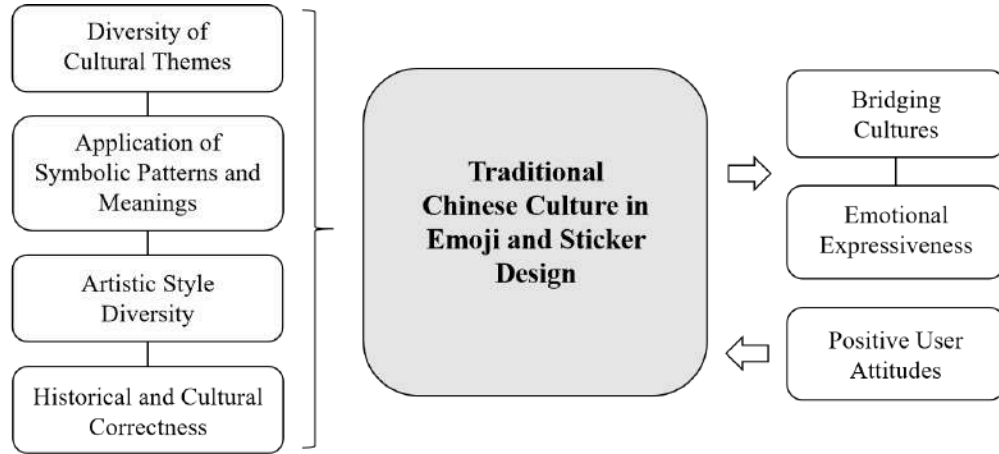 Diversity of
Cultural Themes
Application of
Symbolic Patterns and
Meanings
Artistic Style
Diversity
Historical and Cultural
Correctness
Traditional
Chinese Culture in
Emoji and Sticker
Design
Bridging
Cultures
Emotional
Expressiveness
Positive User
Attitudes